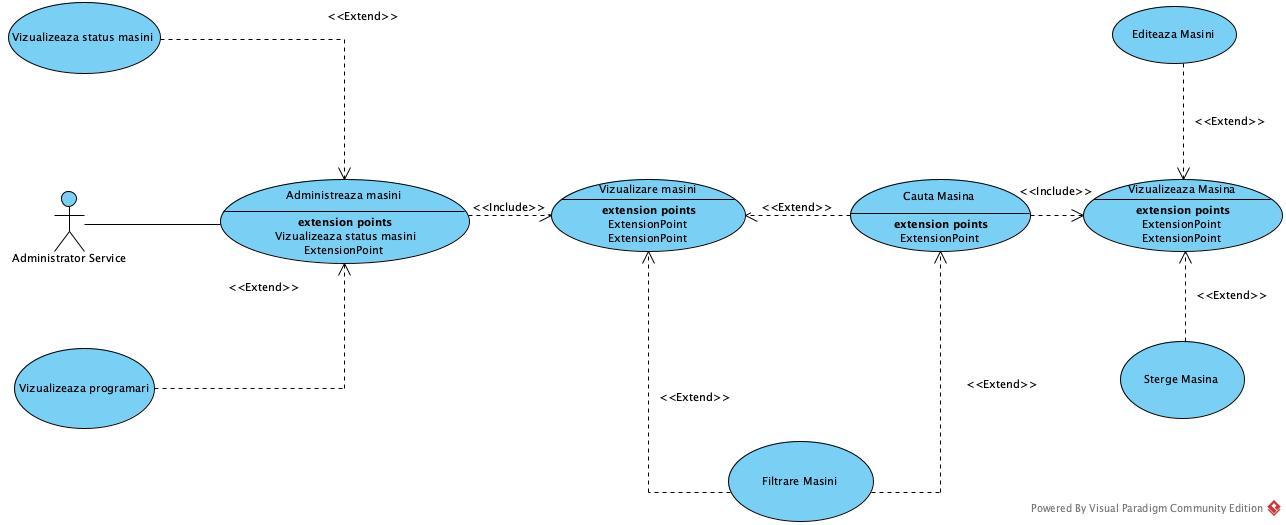 <<Extend>>
Vizualizeaza status masini
Editeaza Masini
<<Extend>>
Administreaza masini
extension points
Vizualizeaza status masini
ExtensionPoint
<<Include>>
Vizualizare masini
extension points
ExtensionPoint
ExtensionPoint
<<Extend>>
Cauta Masina
extension points
ExtensionPoint
<<Include>>
Vizualizeaza Masina
extension points
ExtensionPoint
ExtensionPoint
Administrator Service
<<Extend>>
<<Extend>>
Vizualizeaza programari
<<Extend>>
<<Extend>>
Sterge Masina
Filtrare Masini
Powered By Visual Paradigm Community Edition